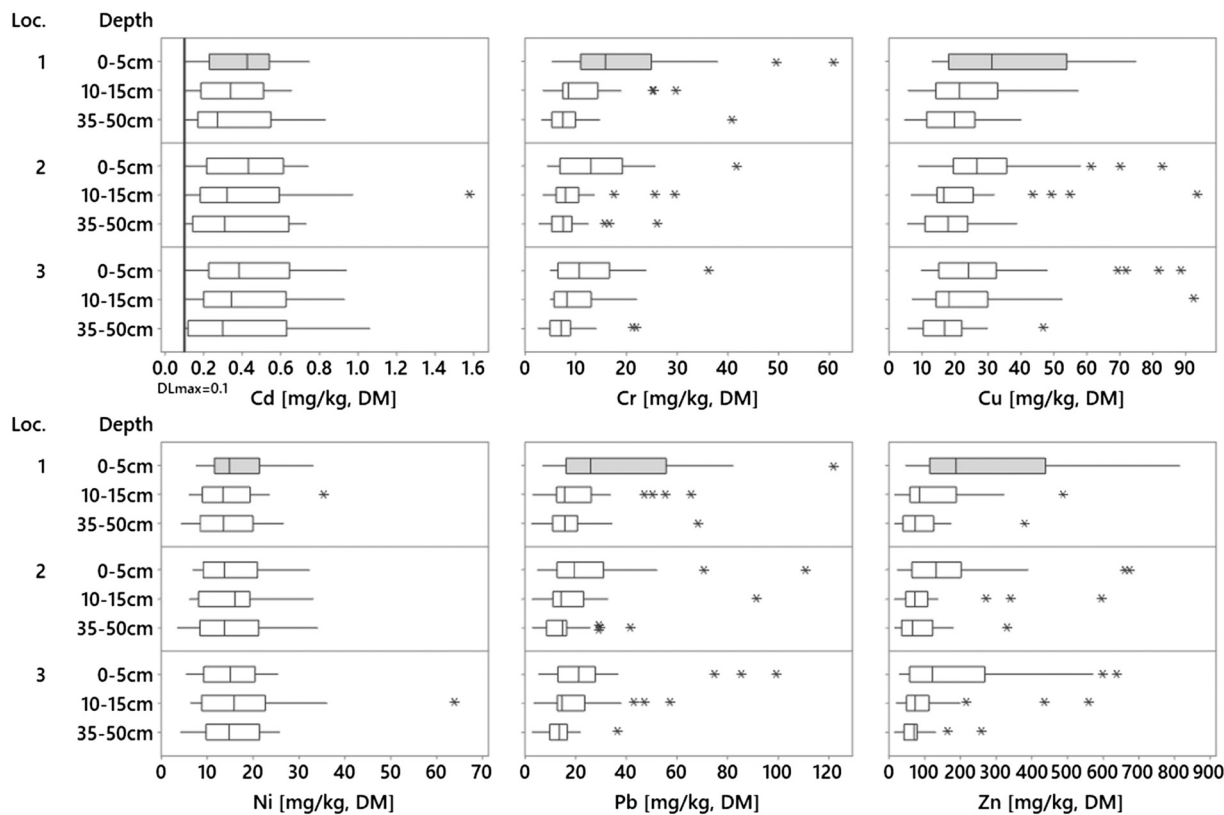 Loc. Depth
1 0-5cm
10-15cm
35-50cm
2 0-5cm
10-15cm
35-50cm
3 0-5cm
10-15cm
35-50cm
0.0 0.2 0.4 0.6 0.8 1.0 1.2 1.4 1.6 0 10 20 30 40 50 60 0 10 20 30 40 50 60 70 80 90
DLmax=0.1
Cd [mg/kg, DM] Cr [mg/kg, DM] Cu [mg/kg, DM]
Loc. Depth
1 0-5cm
10-15cm
35-50cm
2 0-5cm
10-15cm
35-50cm
3 0-5cm
10-15cm
35-50cm
0 10 20 30 40 50 60 70 0 20 40 60 80 100 120 0 100 200 300 400 500 600 700 800 900
Ni [mg/kg, DM] Pb [mg/kg, DM] Zn [mg/kg, DM]